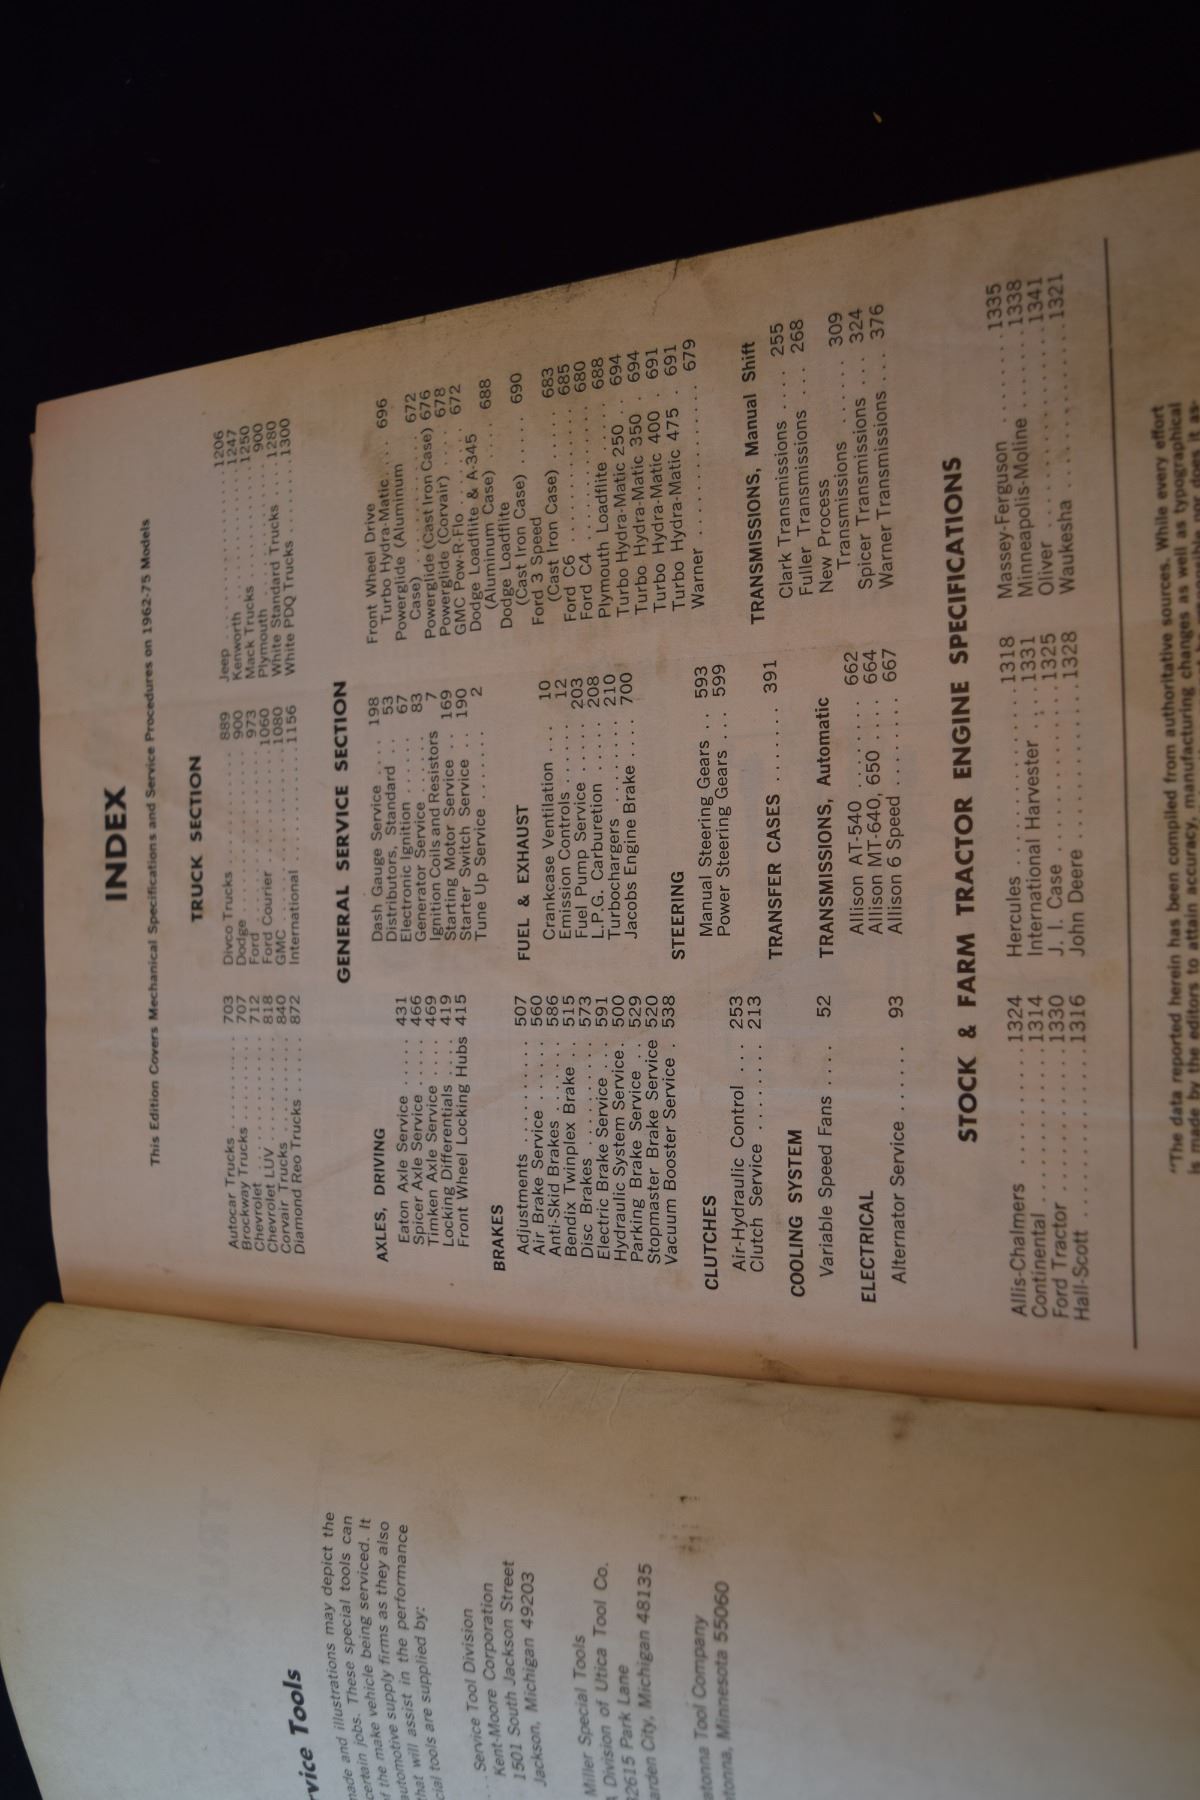 rvice Tools
made and illustrations may depict the
certain jobs. These special tools can
f the make vehicle being serviced. It
automotive supply firms as they also
that will assist in the performance
cial tools are supplied by:
Service Tool Division
Kent-Moore Corporation
1501 South Jackson Street
Jackson, Michigan 49203
Miller Special Tools
Division of Utica Tool Co.
32615 Park Lane
arden City, Michigan 48135
atonna Tool Company
tonna, Minnesota 55060
INDEX
This Edition Covers Mechanical Specifications and Service Procedures on 1962-75 Models
TRUCK SECTION
Autocar Trucks ........ 703
Brockway Trucks ........ 707
Chevrolet ........ 712
Chevrolet LUV ........ 818
Corvair Trucks ........ 840
Diamond Reo Trucks ........ 872
Divco Trucks ........ 889
Dodge ........ 900
Ford ........ 973
Ford Courier ........ 1060
GMC ........ 1080
International ........ 1156
Jeep ........ 1206
Kenworth ........ 1247
Mack Trucks ........ 1250
Plymouth ........ 900
White Standard Trucks ... 1280
White PDQ Trucks ...... 1300
GENERAL SERVICE SECTION
AXLES, DRIVING
Eaton Axle Service ..... 431
Spicer Axle Service ..... 466
Timken Axle Service .... 469
Locking Differentials .... 419
Front Wheel Locking Hubs 415
BRAKES
Adjustments .......... 507
Air Brake Service ...... 560
Anti-Skid Brakes ...... 586
Bendix Twinplex Brake .. 515
Disc Brakes ........ 573
Electric Brake Service ... 591
Hydraulic System Service. 500
Parking Brake Service .. 529
Stopmaster Brake Service 520
Vacuum Booster Service . 538
CLUTCHES
Air-Hydraulic Control .... 253
Clutch Service ........ 213
COOLING SYSTEM
Variable Speed Fans .... 52
ELECTRICAL
Alternator Service ...... 93
Dash Gauge Service .... 198
Distributors, Standard .. 53
Electronic Ignition ..... 67
Generator Service ..... 83
Ignition Coils and Resistors 7
Starting Motor Service .. 169
Starter Switch Service .. 190
Tune Up Service ...... 2
FUEL & EXHAUST
Crankcase Ventilation ... 10
Emission Controls ...... 12
Fuel Pump Service ..... 203
L.P.G. Carburetion ..... 208
Turbochargers ........ 210
Jacobs Engine Brake .... 700
STEERING
Manual Steering Gears .. 593
Power Steering Gears ... 599
TRANSFER CASES ....... 391
TRANSMISSIONS, Automatic
Allison AT-540 ....... 662
Allison MT-640, 650 .... 664
Allison 6 Speed ....... 667
Front Wheel Drive
Turbo Hydra-Matic.... 696
Powerglide (Aluminum
Case) ........ 672
Powerglide (Cast Iron Case) 676
Powerglide (Corvair) .... 678
GMC Pow-R-Flo ....... 672
Dodge Loadflite & A-345
(Aluminum Case) .... 688
Dodge Loadflite
(Cast Iron Case) ..... 690
Ford 3 Speed
(Cast Iron Case) ..... 683
Ford C6 ........ 685
Ford C4 ........ 680
Plymouth Loadflite ..... 688
Turbo Hydra-Matic 250 .. 694
Turbo Hydra-Matic 350 . 694
Turbo Hydra-Matic 400 . 691
Turbo Hydra-Matic 475 . 691
Warner ........ 679
TRANSMISSIONS, Manual Shift
Clark Transmissions .... 255
Fuller Transmissions .... 268
New Process
Transmissions ...... 309
Spicer Transmissions ... 324
Warner Transmissions ... 376
STOCK & FARM TRACTOR ENGINE SPECIFICATIONS
Allis-Chalmers ........ 1324
Continental ........ 1314
Ford Tractor ........ 1330
Hall-Scott ........ 1316
Hercules ........ 1318
International Harvester ... 1331
J. I. Case ........ 1325
John Deere ........ 1328
Massey-Ferguson ....... 1335
Minneapolis-Moline ...... 1338
Oliver ........ 1341
Waukesha ........ 1321
"The data reported herein has been compiled from authoritative sources. While every effort
is made by the editors to attain accuracy, manufacturing changes as well as typographical